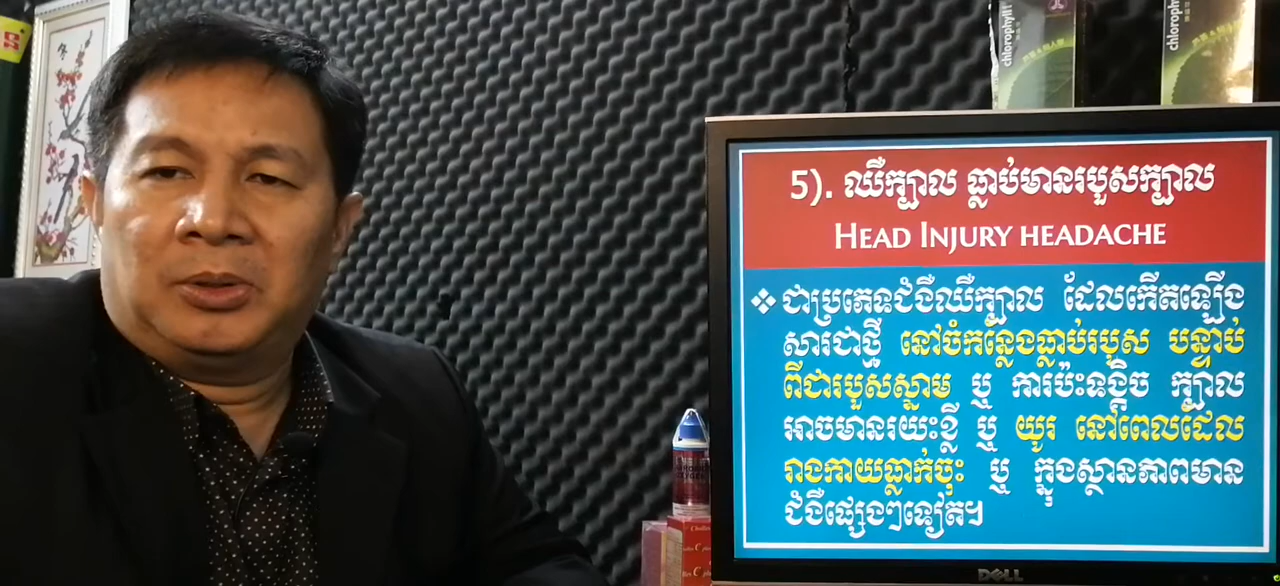 chlorophyll
chlorophyll
5). ឈឺក្បាល ធ្លាប់មានរបួសក្បាល
HEAD INJURY HEADACHE
❖ជាប្រភេទជំងឺឈឺក្បាល ដែលកើតឡើង
សារជាថ្មី នៅចំកន្លែងធ្លាប់របួស បន្ទាប់
ពីជារបួសស្នាម ឬ ការប៉ះទង្គិច ក្បាល
អាចមានរយះខ្លី ឬ យូរ នៅពេលដែល
រាងកាយធ្លាក់ចុះ ឬ ក្នុងស្ថានភាពមាន
ជំងឺផ្សេងៗទៀត។
DELL